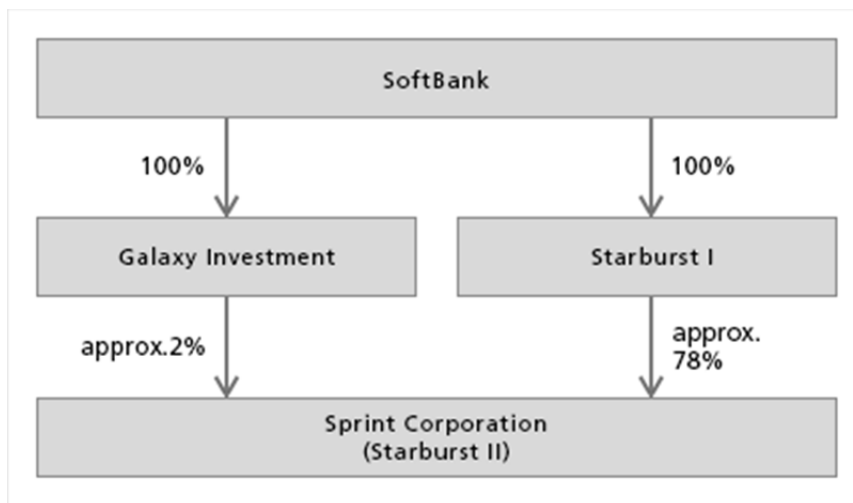 SoftBank
100%
100%
Galaxy Investment
Starburst I
approx.2%
approx.
78%
Sprint Corporation
(Starburst II)